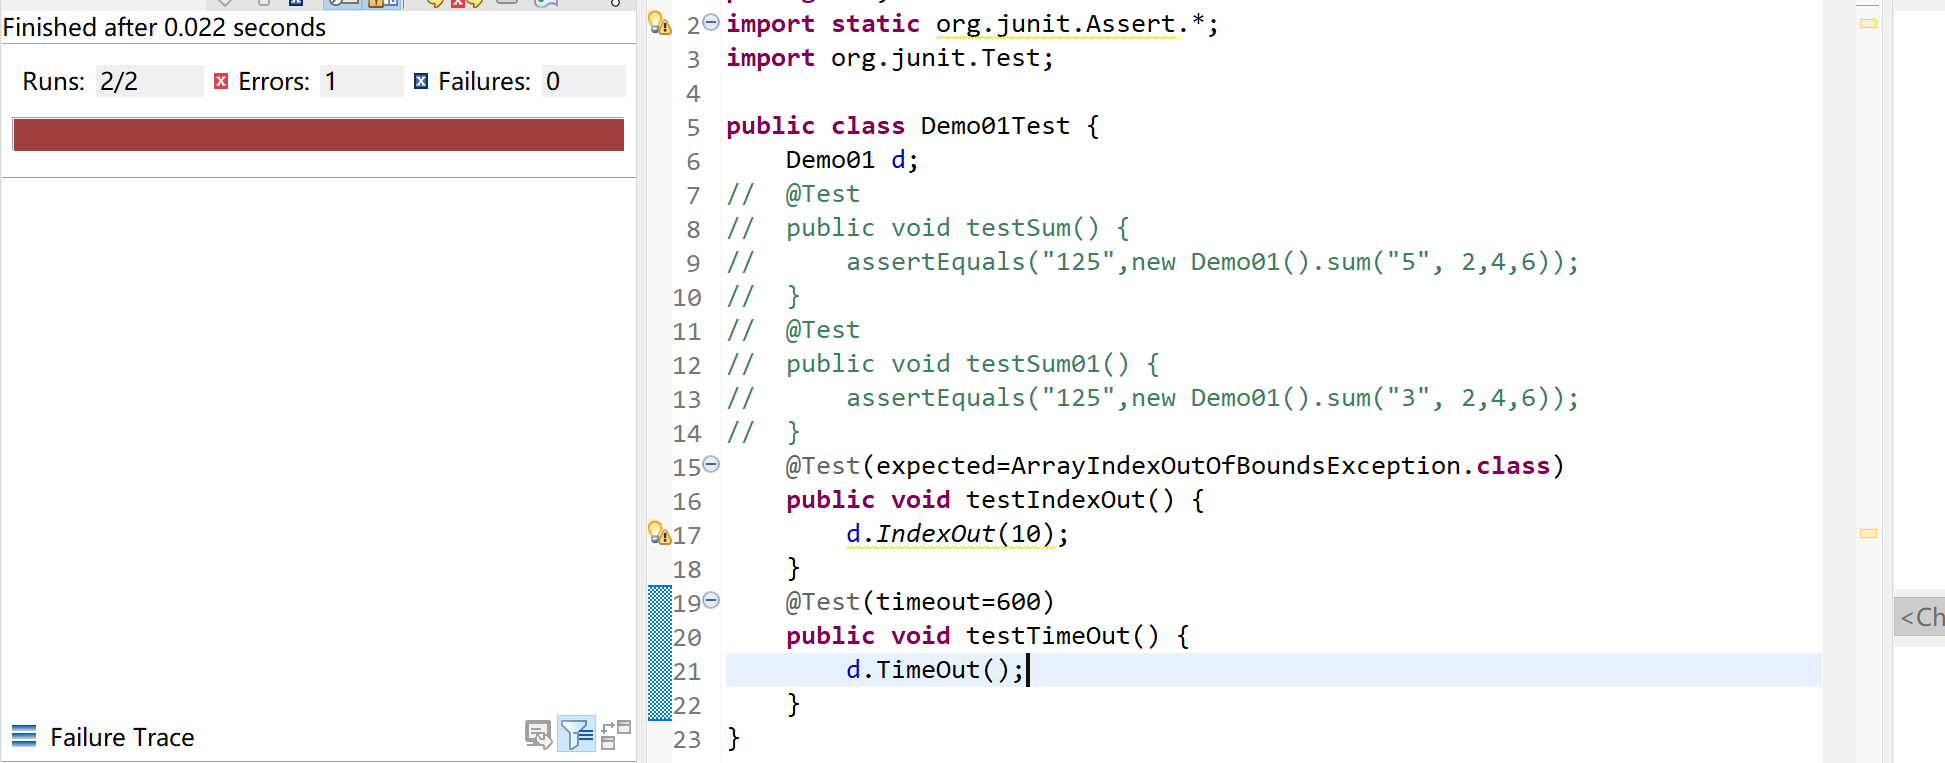 Finished after 0.022 seconds
Runs: 2/2 Errors: 1 Failures: 0
Failure Trace
2 import static org.junit.Assert.*;
3 import org.junit.Test;
4
5 public class Demo01Test {
6 Demo01 d;
7 // @Test
8 // public void testSum() {
9 // assertEquals("125",new Demo01().sum("5", 2,4,6));
10 // }
11 // @Test
12 // public void testSum01() {
13 // assertEquals("125",new Demo01().sum("3", 2,4,6));
14 // }
15 @Test(expected=ArrayIndexOutOfBoundsException.class)
16 public void testIndexOut() {
17 d.IndexOut(10);
18 }
19 @Test(timeout=600)
20 public void testTimeOut() {
21 d.TimeOut();
22 }
23 }
<Ch